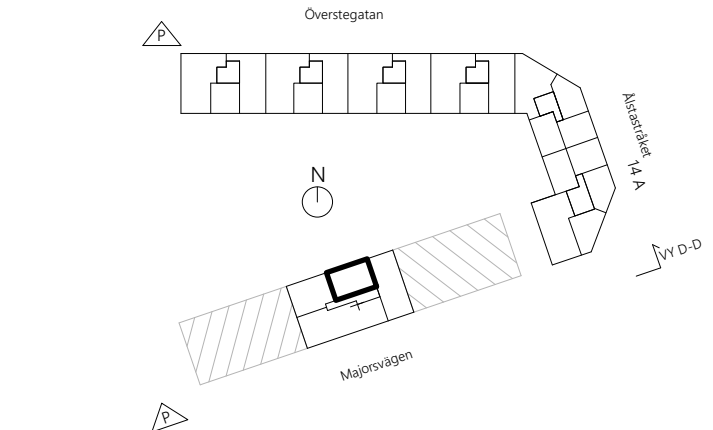 Överstegatan
P
Ålstastråket
14 A
N
VY D-D
Majorsvägen
P